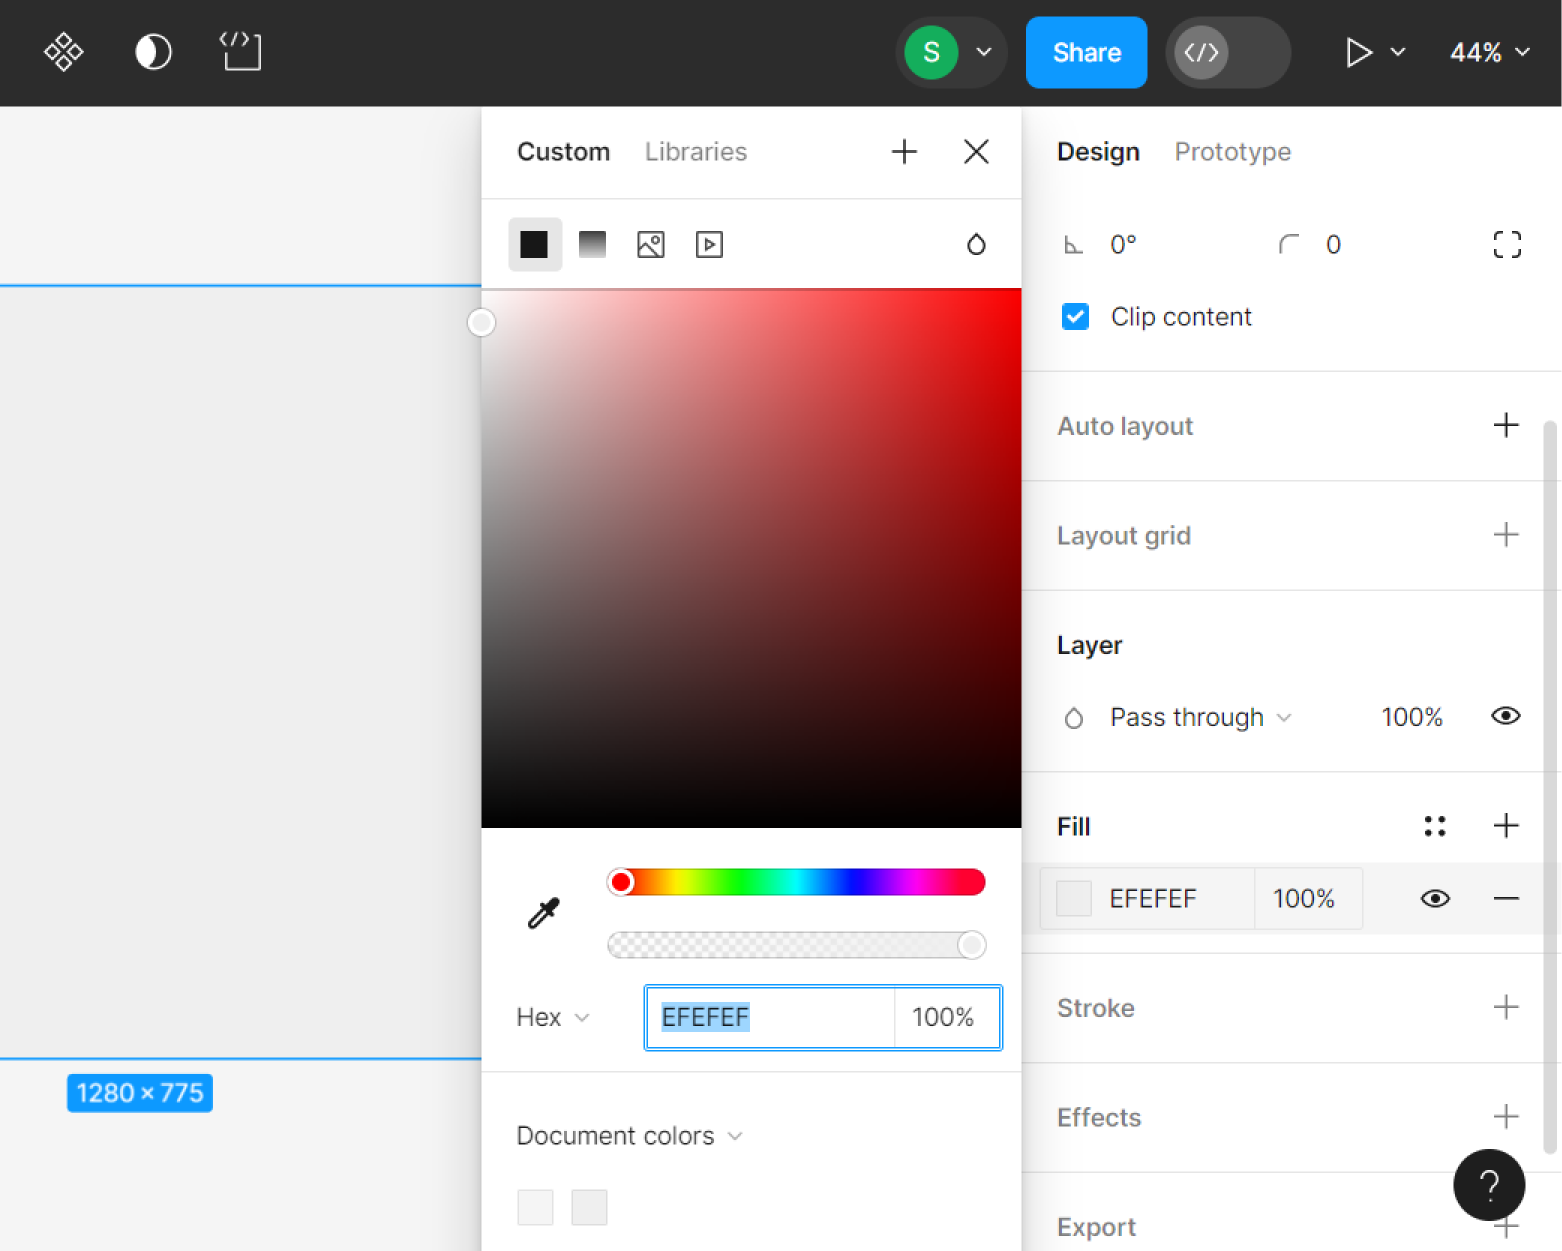 S
Share
</>
44%
Custom
Libraries
Design
Prototype
0°
0
Clip content
Auto layout
Layout grid
Layer
Pass through
100%
Fill
EFEFEF
100%
Hex
EFEFEF
100%
Stroke
1280 × 775
Document colors
Effects
?
Export